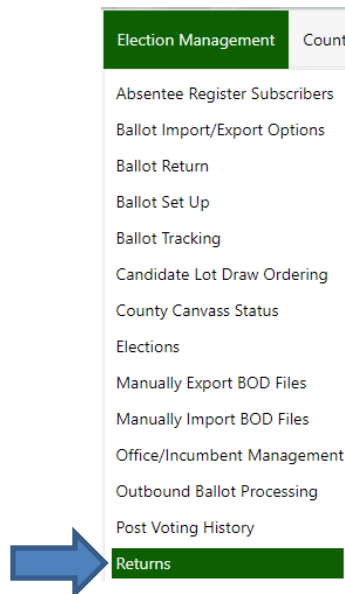 Election Management Count
Absentee Register Subscribers
Ballot Import/Export Options
Ballot Return
Ballot Set Up
Ballot Tracking
Candidate Lot Draw Ordering
County Canvass Status
Elections
Manually Export BOD Files
Manually Import BOD Files
Office/Incumbent Management
Outbound Ballot Processing
Post Voting History
Returns